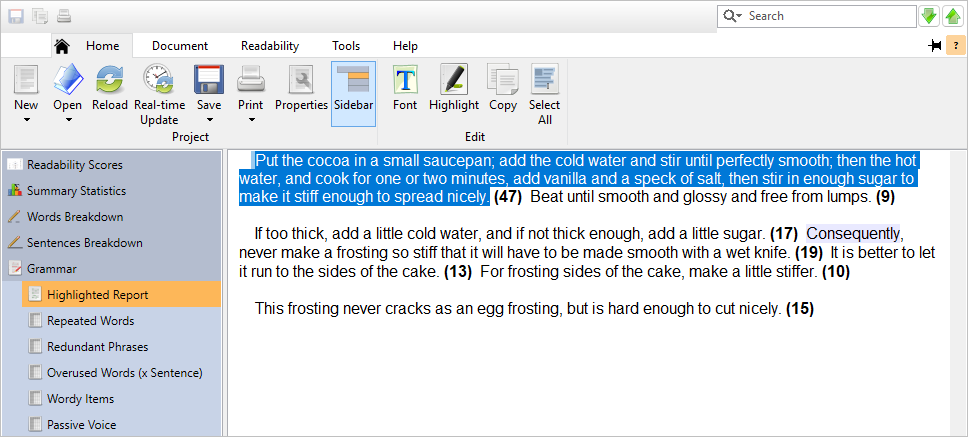 Search
?
Home Document Readability Tools Help
New Open Reload Real-time Update Save Print Properties Sidebar Font Highlight Copy Select All
Project Edit
Readability Scores
Summary Statistics
Words Breakdown
Sentences Breakdown
Grammar
Highlighted Report
Repeated Words
Redundant Phrases
Overused Words (x Sentence)
Wordy Items
Passive Voice
Put the cocoa in a small saucepan; add the cold water and stir until perfectly smooth; then the hot
water, and cook for one or two minutes, add vanilla and a speck of salt, then stir in enough sugar to
make it stiff enough to spread nicely. (47) Beat until smooth and glossy and free from lumps. (9)
If too thick, add a little cold water, and if not thick enough, add a little sugar. (17) Consequently,
never make a frosting so stiff that it will have to be made smooth with a wet knife. (19) It is better to let
it run to the sides of the cake. (13) For frosting sides of the cake, make a little stiffer. (10)
This frosting never cracks as an egg frosting, but is hard enough to cut nicely. (15)